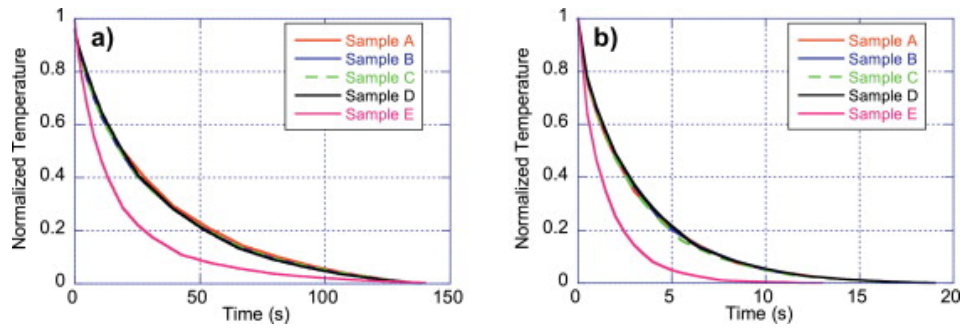 a)
Normalized Temperature
1
0.8
0.6
0.4
0.2
0
Sample A
Sample B
Sample C
Sample D
Sample E
0 50 100 150
Time (s)
b)
Normalized Temperature
1
0.8
0.6
0.4
0.2
0
Sample A
Sample B
Sample C
Sample D
Sample E
0 5 10 15 20
Time (s)